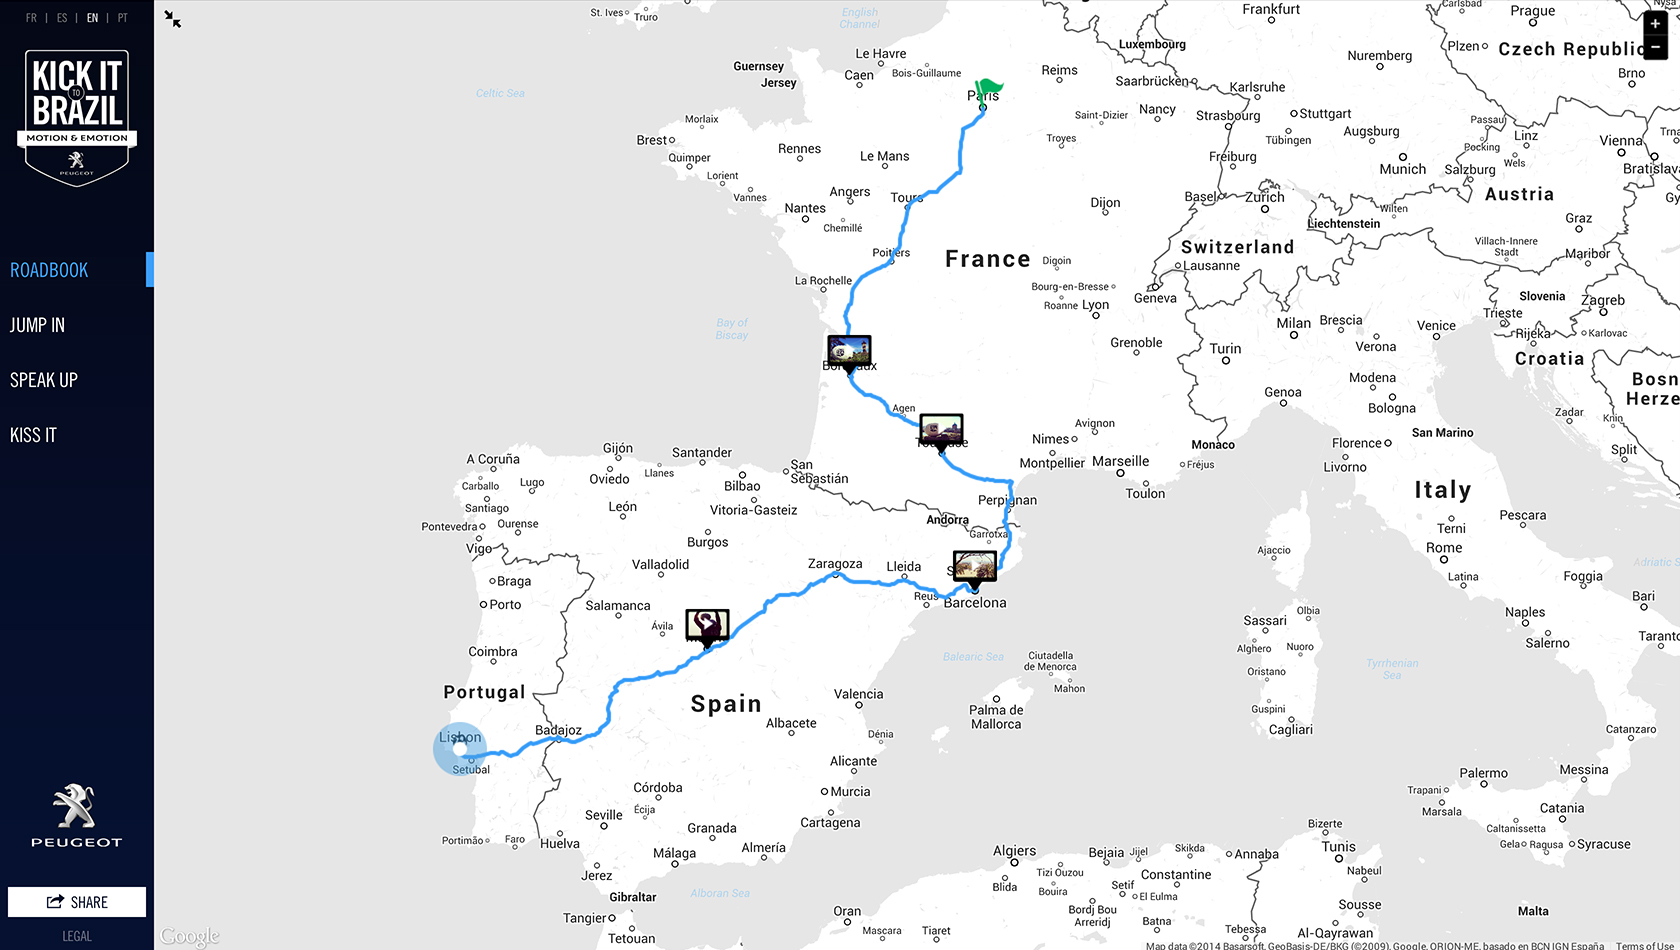 FR | ES | EN | PT
KICK IT
TO
BRAZIL
MOTION & EMOTION
PEUGEOT
ROADBOOK
JUMP IN
SPEAK UP
KISS IT
PEUGEOT
SHARE
LEGAL
St. Ives
Truro
English
Channel
Frankfurt
Carlsbad
Prague
Nysa
+
−
Le Havre
Luxembourg
Plzen
Czech Republic
Guernsey
Jersey
Caen
Bois-Guillaume
Reims
Saarbrücken
Nuremberg
Brno
Celtic Sea
Paris
Karlsruhe
Morlaix
Saint-Dizier
Nancy
Strasbourg
Stuttgart
Passau
Brest
Rennes
Troyes
Tübingen
Augsburg
Linz
Vienna
Pocking
Quimper
Le Mans
Freiburg
Munich
Wels
Salzburg
Bratislava
Lorient
Vannes
Angers
Tours
Basel
Zurich
Austria
Nantes
Dijon
Wilten
Graz
Chemillé
Liechtenstein
Switzerland
Villach-Innere
Stadt
Maribor
Poitiers
France
Digoin
Lausanne
La Rochelle
Bourg-en-Bresse
Roanne
Lyon
Geneva
Slovenia
Zagreb
Bay of
Biscay
Milan
Brescia
Venice
Trieste
Rijeka
Karlovac
Grenoble
Turin
Verona
Croatia
Modena
Bologna
Genoa
Agen
Avignon
Zadar
Knin
Nimes
Monaco
Florence
San Marino
Split
Gijón
Santander
San
Sebastián
Montpellier
Marseille
Fréjus
Livorno
A Coruña
Llanes
Oviedo
Bilbao
Toulon
Italy
Carballo
Lugo
Santiago
León
Vitoria-Gasteiz
Perpignan
Pescara
Pontevedra
Ourense
Andorra
Terni
Vigo
Burgos
Garrotxa
Ajaccio
Rome
Valladolid
Zaragoza
Lleida
Latina
Foggia
Braga
Porto
Salamanca
Reus
Barcelona
Bari
Ávila
Sassari
Olbia
Naples
Salerno
Coimbra
Balearic Sea
Ciutadella
de Menorca
Mahon
Alghero
Nuoro
Oristano
Tyrrhenian
Sea
Portugal
Spain
Valencia
Palma de
Mallorca
Guspini
Cagliari
Lisbon
Badajoz
Albacete
Dénia
Catanzaro
Setubal
Alicante
Palermo
Messina
Córdoba
Murcia
Trapani
Marsala
Catania
Écija
Seville
Cartagena
Caltanissetta
Portimão
Faro
Huelva
Granada
Almería
Málaga
Bizerte
Gela
Ragusa
Syracuse
Jerez
Algiers
Bejaia
Jijel
Skikda
Annaba
Tunis
Gibraltar
Alboran Sea
Blida
Tizi Ouzou
Bouira
Setif
Constantine
El Eulma
Nabeul
Tangier
Oran
Bordj Bou
Arreridj
Batna
Sousse
Malta
Tetouan
Mascara
Tiaret
Tebessa
Al-Qayrawan
Google
Map data ©2014 Basarsoft, GeoBasis-DE/BKG (©2009), Google, ORION-ME, basado en BCN IGN España
Terms of Use